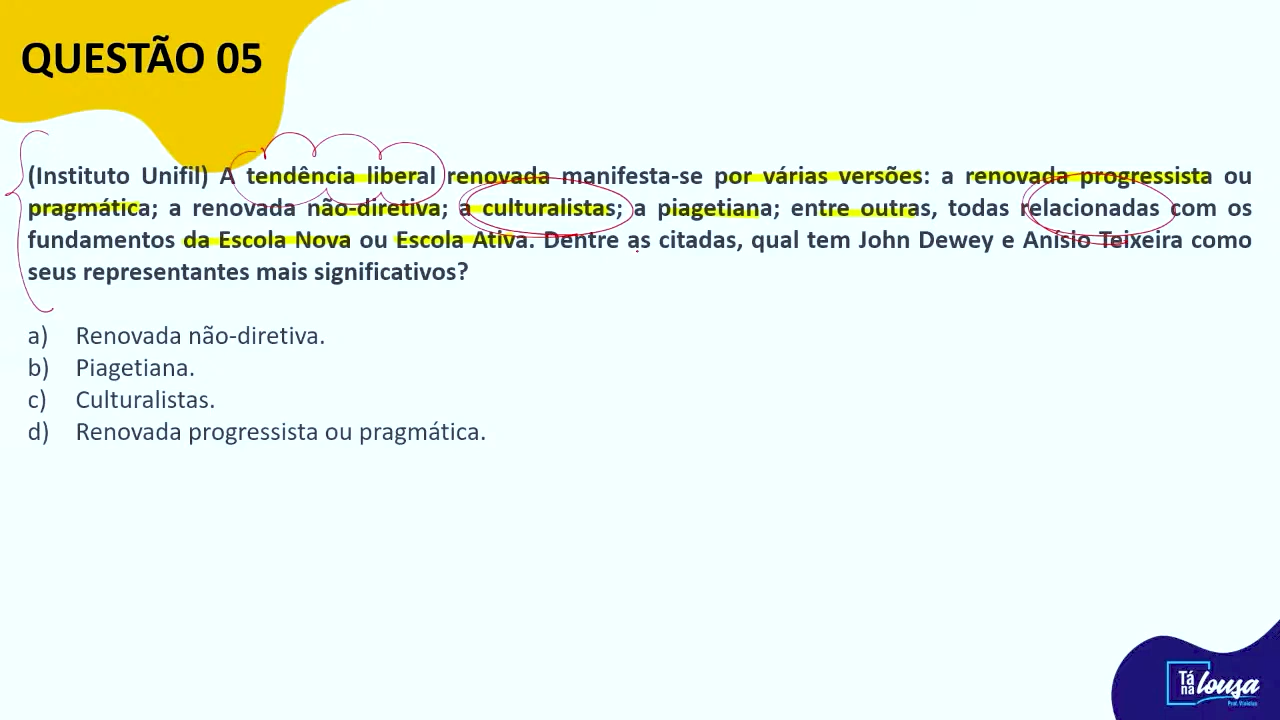 QUESTÃO 05
(Instituto Unifil) A tendência liberal renovada manifesta-se por várias versões: a renovada progressista ou
pragmática; a renovada não-diretiva; a culturalistas; a piagetiana; entre outras, todas relacionadas com os
fundamentos da Escola Nova ou Escola Ativa. Dentre as citadas, qual tem John Dewey e Anísio Teixeira como
seus representantes mais significativos?
a) Renovada não-diretiva.
b) Piagetiana.
c) Culturalistas.
d) Renovada progressista ou pragmática.
Tá na lousa
Prof. Vinícius